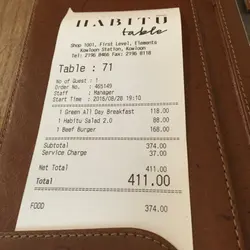 HABITU
table
Shop 1001, First Level, Elements
Kowloon Station, Kowloon
Tel: 2196 8466 Fax: 2196 8118
Table : 71
No of Guest : 1
Order No. : 465149
Staff : Manager
Start Time : 2016/08/28 19:10
1 Green All Day Breakfast 118.00
1 Habitu Salad 2.0 88.00
1 Beef Burger 168.00
Subtotal 374.00
Service Charge 37.00
Net Total 411.00
Total 411.00
FOOD 374.00